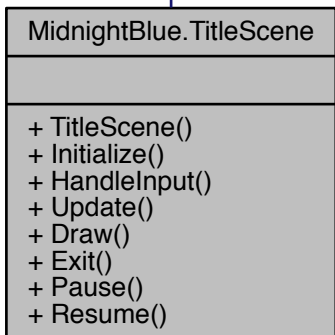 MidnightBlue.TitleScene
+ TitleScene()
+ Initialize()
+ HandleInput()
+ Update()
+ Draw()
+ Exit()
+ Pause()
+ Resume()